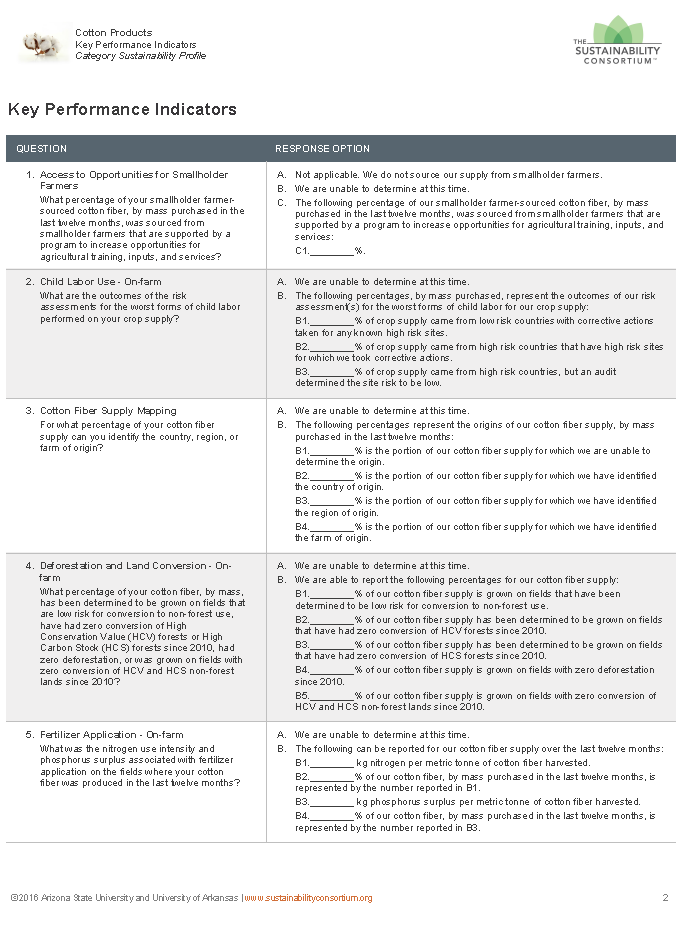 Cotton Products
Key Performance Indicators
Category Sustainability Profile
THE
SUSTAINABILITY
CONSORTIUM™
Key Performance Indicators
QUESTION
RESPONSE OPTION
1. Access to Opportunities for Smallholder
Farmers
What percentage of your smallholder farmer-
sourced cotton fiber, by mass purchased in the
last twelve months, was sourced from
smallholder farmers that are supported by a
program to increase opportunities for
agricultural training, inputs, and services?
A. Not applicable. We do not source our supply from smallholder farmers.
B. We are unable to determine at this time.
C. The following percentage of our smallholder farmer-sourced cotton fiber, by mass
purchased in the last twelve months, was sourced from smallholder farmers that are
supported by a program to increase opportunities for agricultural training, inputs, and
services:
C1.________%.
2. Child Labor Use - On-farm
What are the outcomes of the risk
assessments for the worst forms of child labor
performed on your crop supply?
A. We are unable to determine at this time.
B. The following percentages, by mass purchased, represent the outcomes of our risk
assessment(s) for the worst forms of child labor for our crop supply:
B1.________% of crop supply came from low risk countries with corrective actions
taken for any known high risk sites.
B2.________% of crop supply came from high risk countries that have high risk sites
for which we took corrective actions.
B3.________% of crop supply came from high risk countries, but an audit
determined the site risk to be low.
3. Cotton Fiber Supply Mapping
For what percentage of your cotton fiber
supply can you identify the country, region, or
farm of origin?
A. We are unable to determine at this time.
B. The following percentages represent the origins of our cotton fiber supply, by mass
purchased in the last twelve months:
B1.________% is the portion of our cotton fiber supply for which we are unable to
determine the origin.
B2.________% is the portion of our cotton fiber supply for which we have identified
the country of origin.
B3.________% is the portion of our cotton fiber supply for which we have identified
the region of origin.
B4.________% is the portion of our cotton fiber supply for which we have identified
the farm of origin.
4. Deforestation and Land Conversion - On-
farm
What percentage of your cotton fiber, by mass,
has been determined to be grown on fields that
are low risk for conversion to non-forest use,
have had zero conversion of High
Conservation Value (HCV) forests or High
Carbon Stock (HCS) forests since 2010, had
zero deforestation, or was grown on fields with
zero conversion of HCV and HCS non-forest
lands since 2010?
A. We are unable to determine at this time.
B. We are able to report the following percentages for our cotton fiber supply:
B1.________% of our cotton fiber supply is grown on fields that have been
determined to be low risk for conversion to non-forest use.
B2.________% of our cotton fiber supply has been determined to be grown on fields
that have had zero conversion of HCV forests since 2010.
B3.________% of our cotton fiber supply has been determined to be grown on fields
that have had zero conversion of HCS forests since 2010.
B4.________% of our cotton fiber supply is grown on fields with zero deforestation
since 2010.
B5.________% of our cotton fiber supply is grown on fields with zero conversion of
HCV and HCS non-forest lands since 2010.
5. Fertilizer Application - On-farm
What was the nitrogen use intensity and
phosphorus surplus associated with fertilizer
application on the fields where your cotton
fiber was produced in the last twelve months?
A. We are unable to determine at this time.
B. The following can be reported for our cotton fiber supply over the last twelve months:
B1.________ kg nitrogen per metric tonne of cotton fiber harvested.
B2.________% of our cotton fiber, by mass purchased in the last twelve months, is
represented by the number reported in B1.
B3.________ kg phosphorus surplus per metric tonne of cotton fiber harvested.
B4.________% of our cotton fiber, by mass purchased in the last twelve months, is
represented by the number reported in B3.
©2016 Arizona State University and University of Arkansas | www.sustainabilityconsortium.org
2